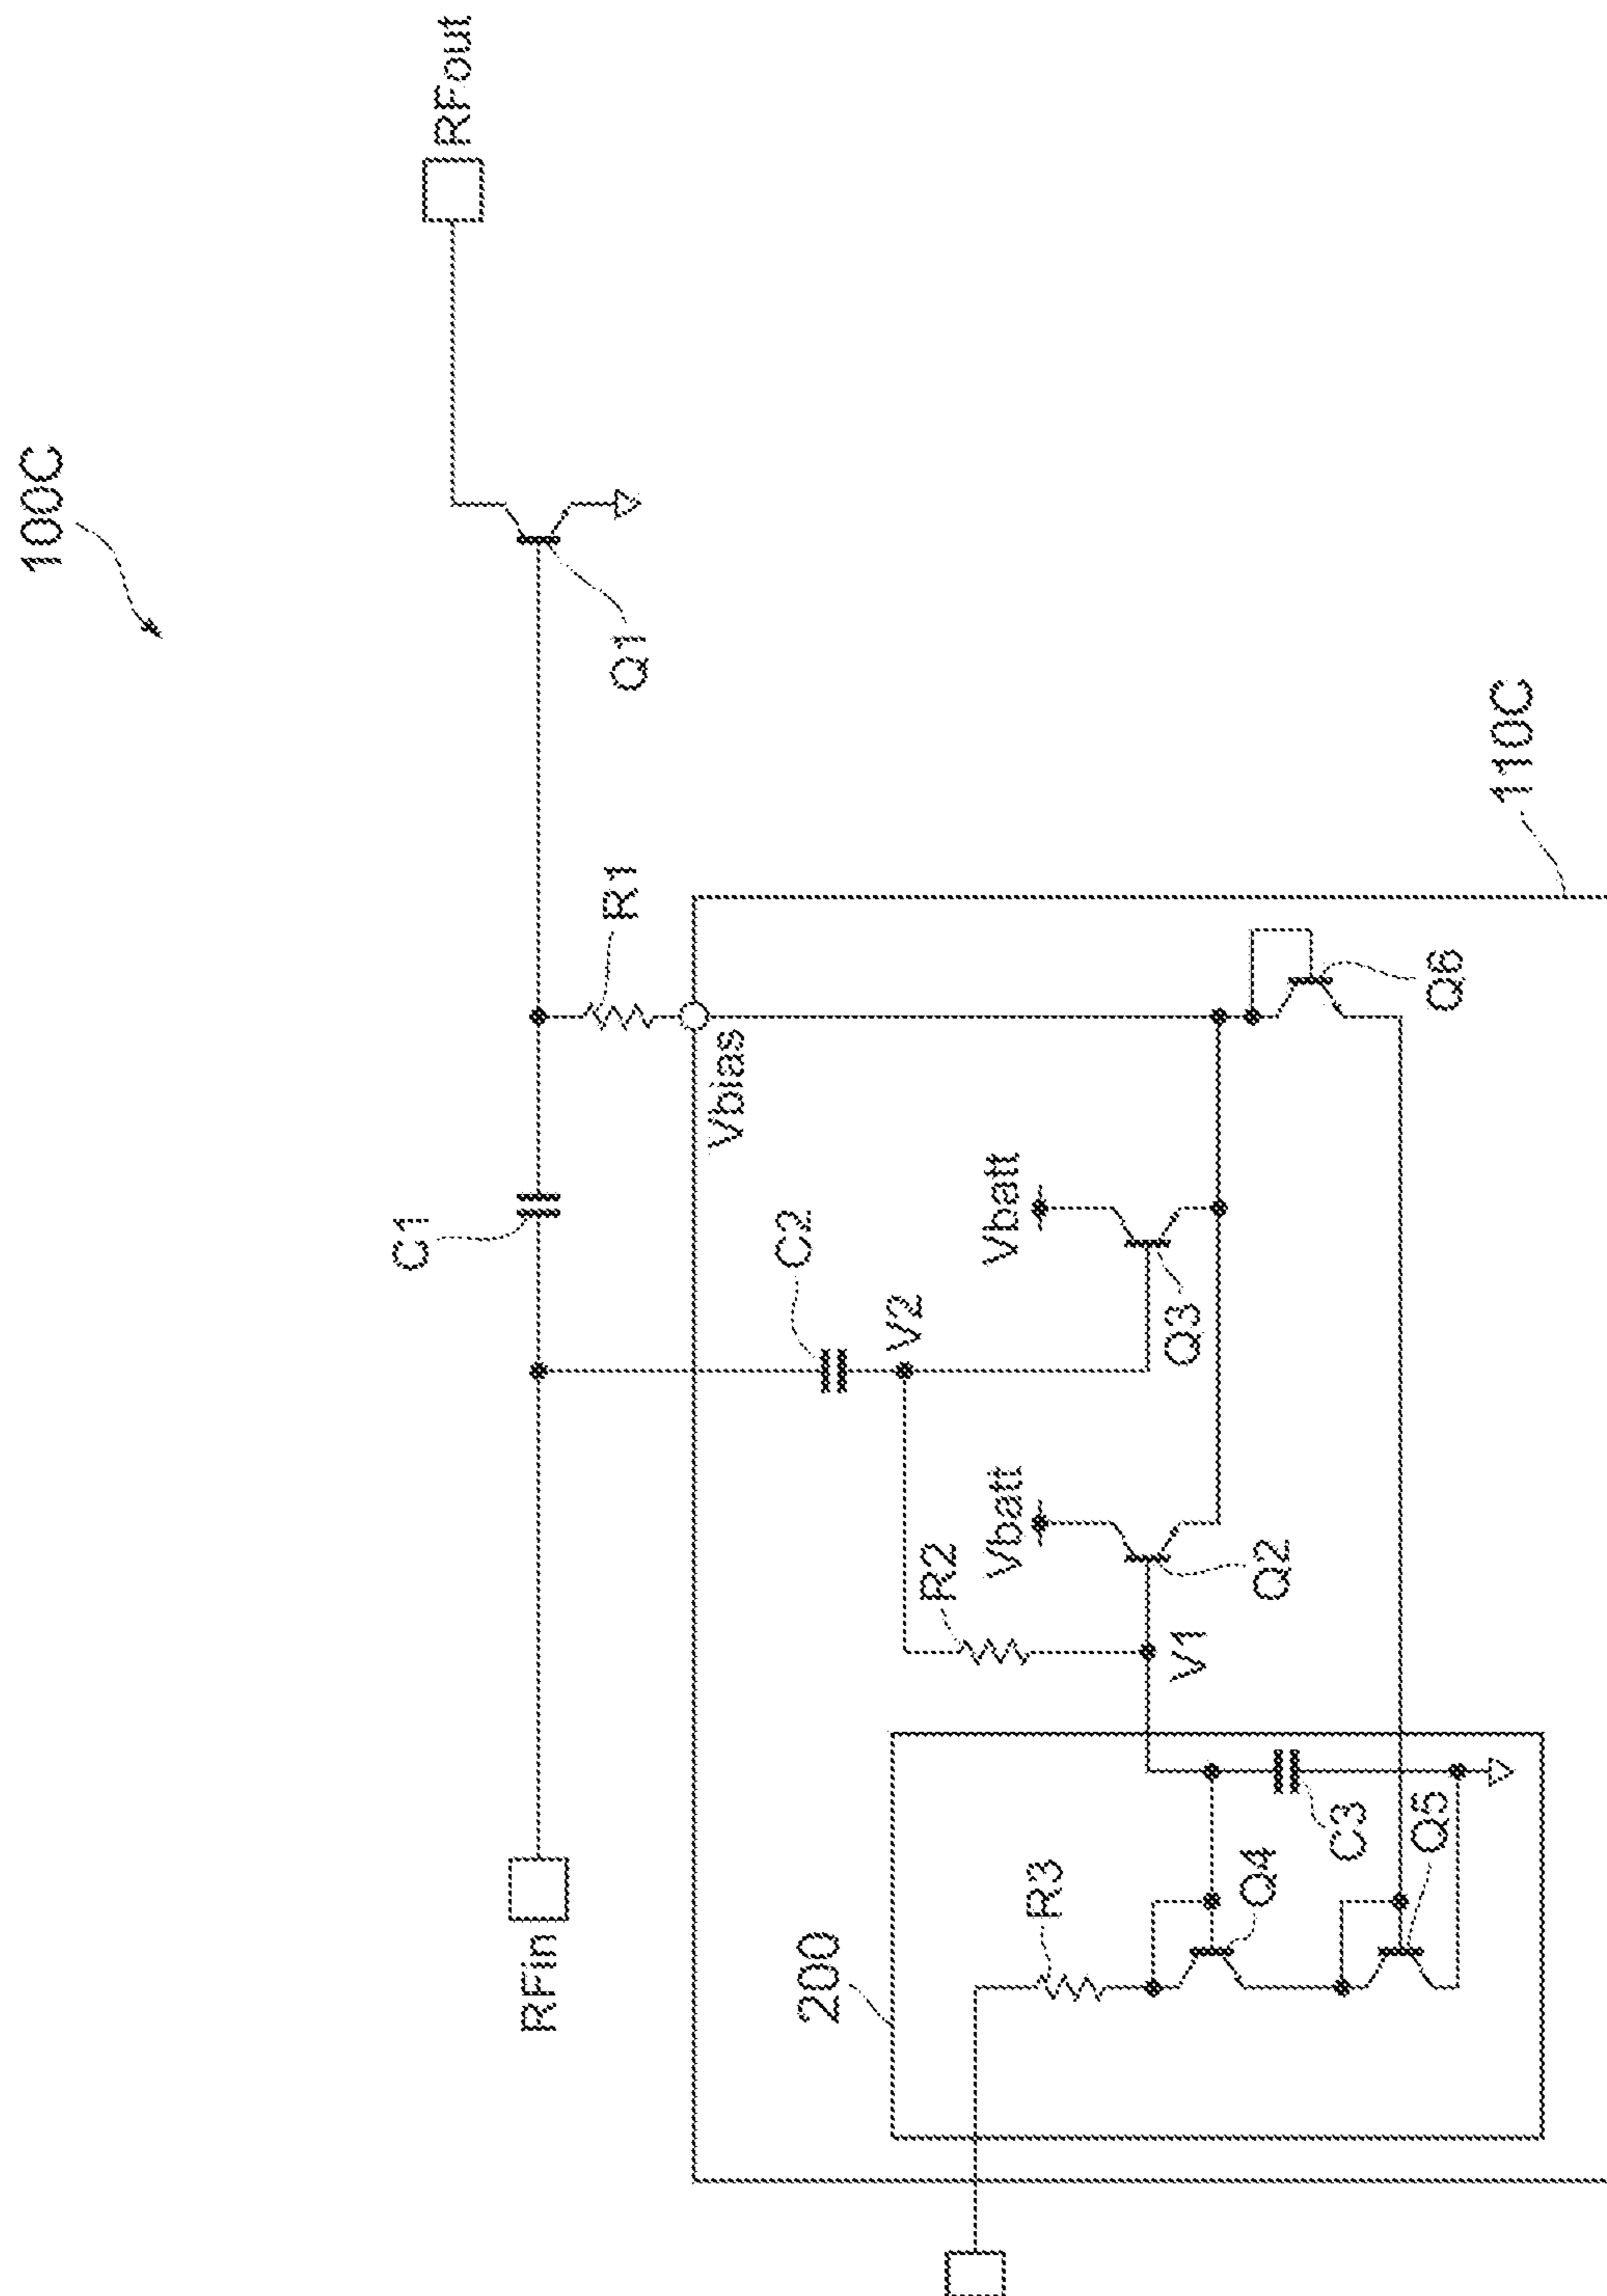 100C
RFin
C1
RFout
Q1
R1
Vbias
C2
V2
Vbatt
Vbatt
R2
Q3
V1
Q2
200
R3
Q4
C3
Q5
Q6
110C